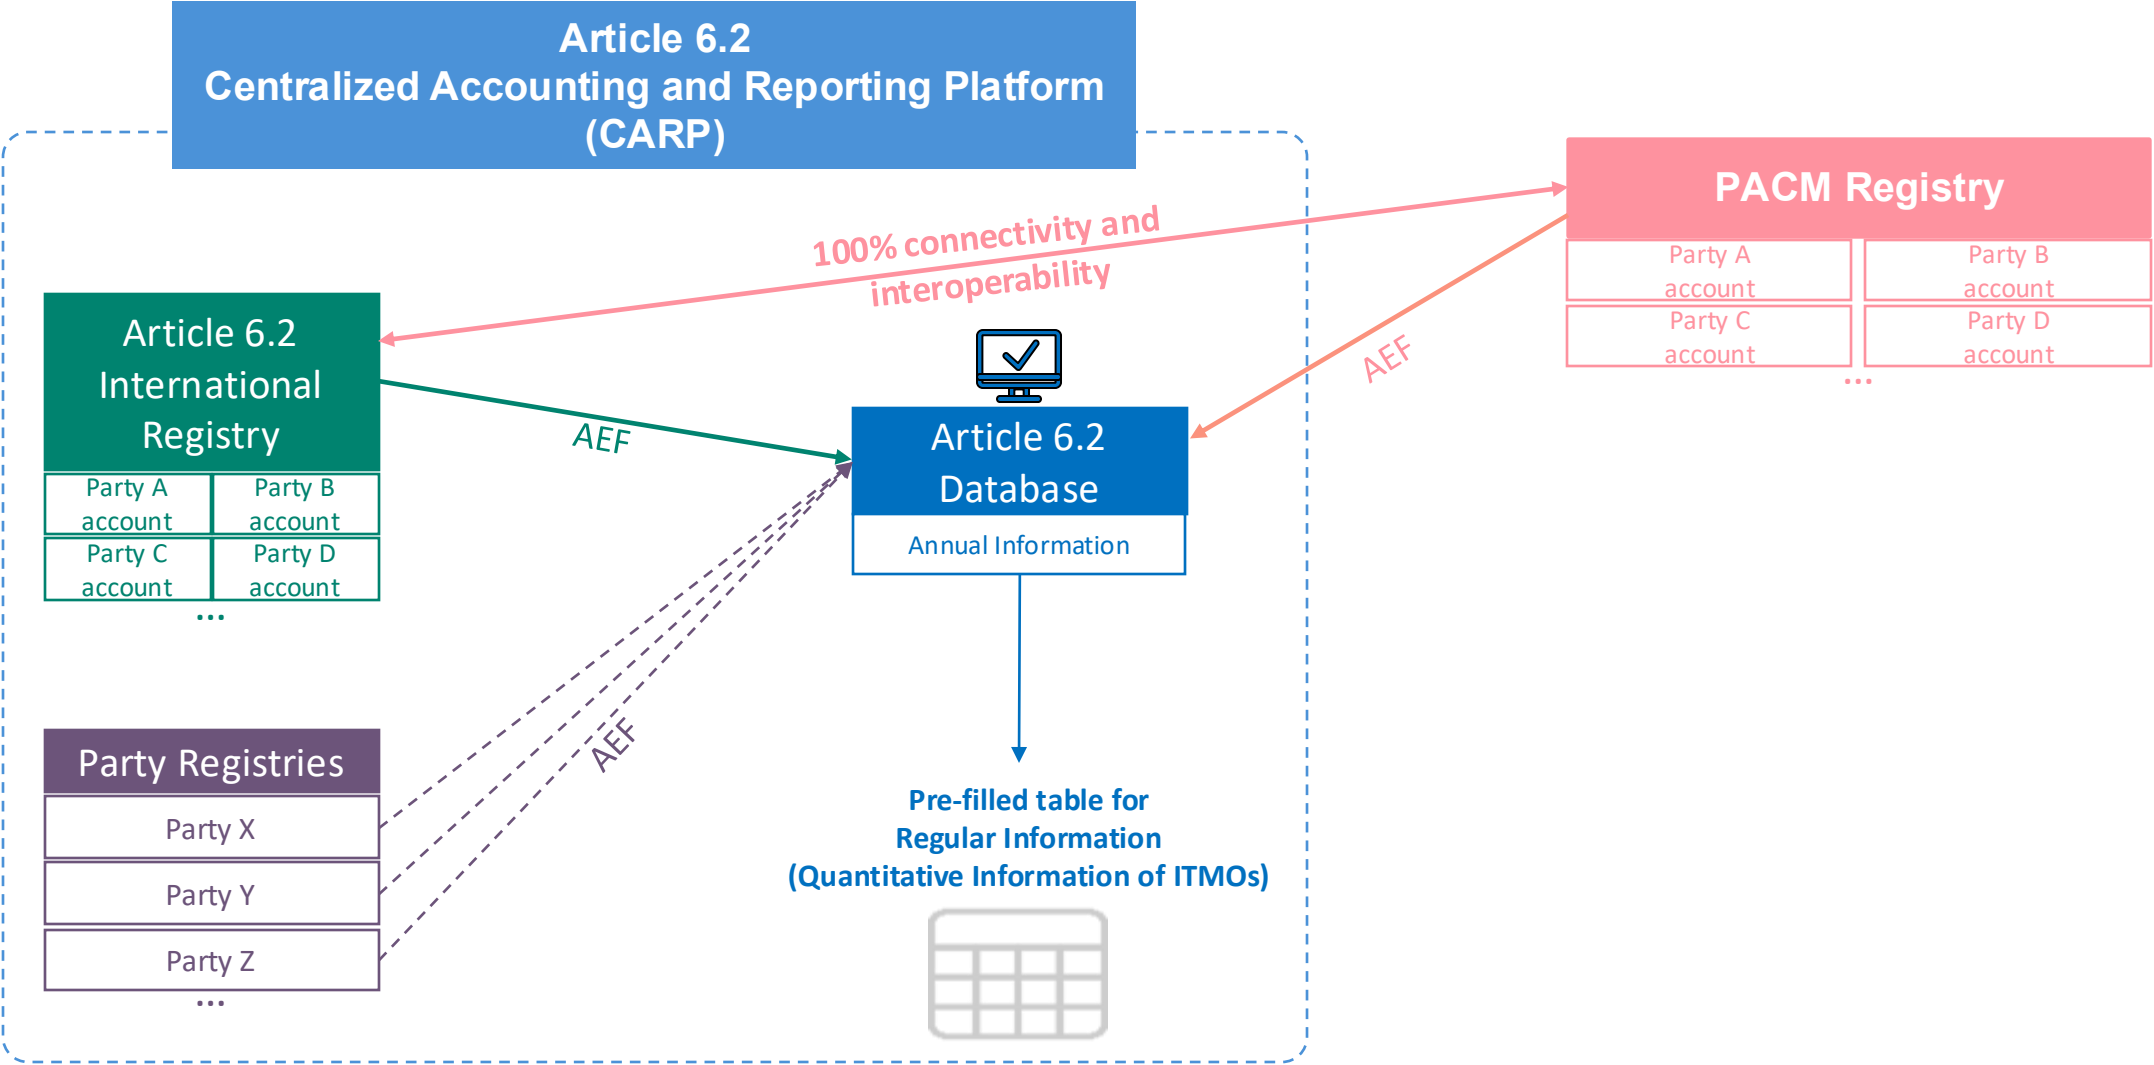 Article 6.2
Centralized Accounting and Reporting Platform
(CARP)
PACM Registry
Party A
account
Party B
account
Party C
account
Party D
account
...
100% connectivity and
interoperability
AEF
Article 6.2
International
Registry
Party A
account
Party B
account
Party C
account
Party D
account
...
AEF
Article 6.2
Database
Annual Information
Party Registries
Party X
Party Y
Party Z
...
AEF
Pre-filled table for
Regular Information
(Quantitative Information of ITMOs)